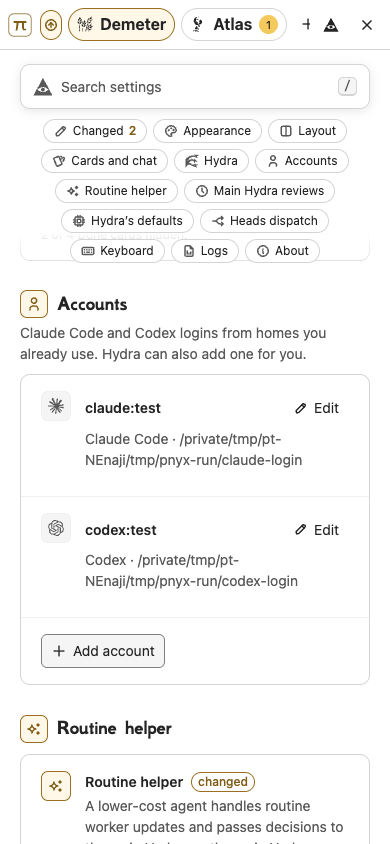 π Demeter Atlas 1
Search settings /
Changed 2 Appearance Layout
Cards and chat Hydra Accounts
Routine helper Main Hydra reviews
Hydra's defaults Heads dispatch
Keyboard Logs About
Accounts
Claude Code and Codex logins from homes you
already use. Hydra can also add one for you.
claude:test Edit
Claude Code · /private/tmp/pt-
NEnaji/tmp/pnyx-run/claude-login
codex:test Edit
Codex · /private/tmp/pt-
NEnaji/tmp/pnyx-run/codex-login
Add account
Routine helper
Routine helper changed
A lower-cost agent handles routine
worker updates and passes decisions to